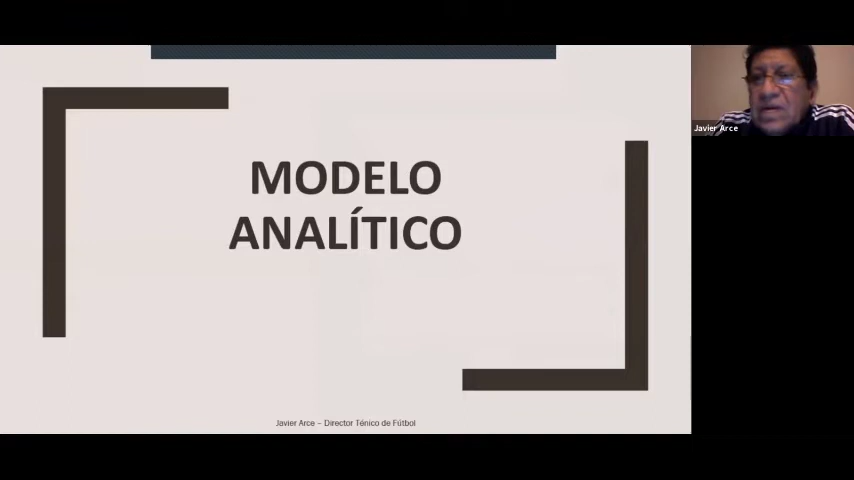 MODELO
ANALÍTICO
Javier Arce
Javier Arce – Director Ténico de Fútbol